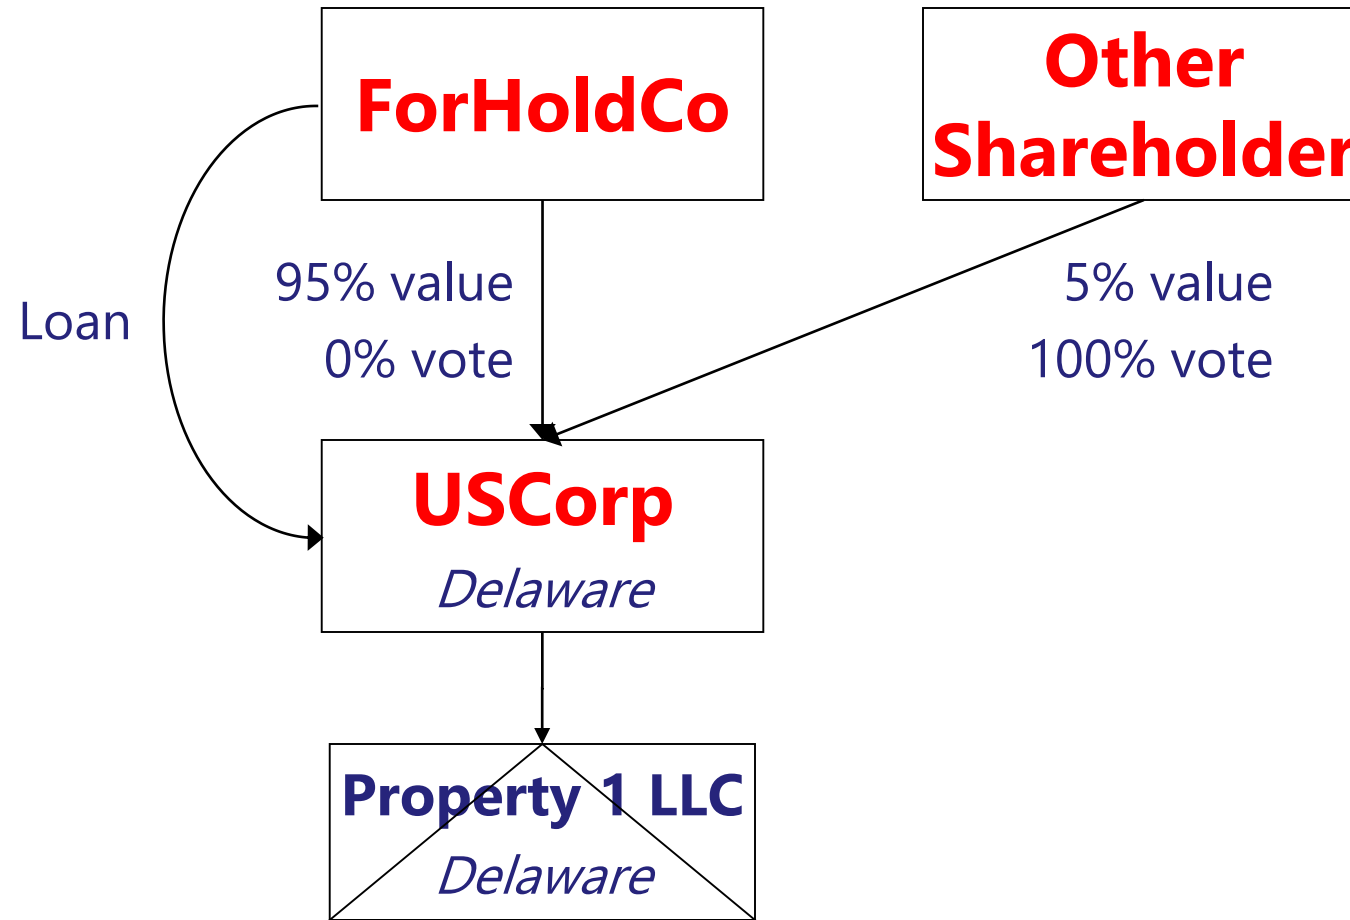 ForHoldCo
Other
Shareholder
Loan
95% value
0% vote
5% value
100% vote
USCorp
Delaware
Property 1 LLC
Delaware